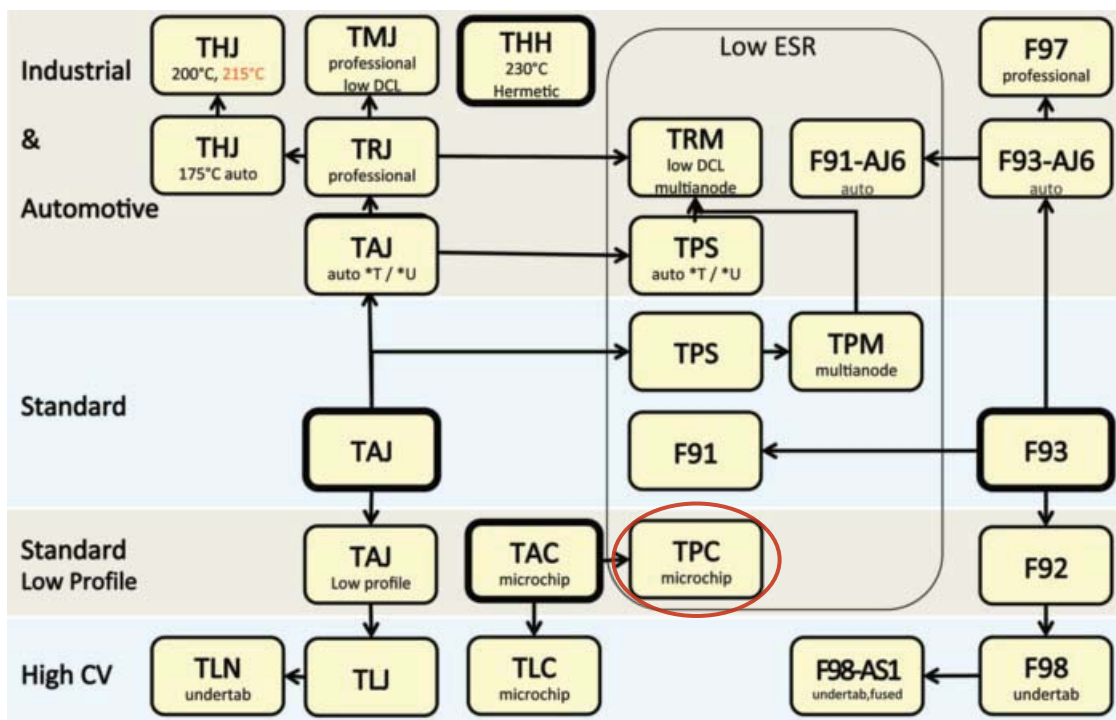 Industrial
&
Automotive
THJ
200°C, 215°C
TMJ
professional
low DCL
THH
230°C
Hermetic
Low ESR
F97
professional
THJ
175°C auto
TRJ
professional
TRM
low DCL
multianode
F91-AJ6
auto
F93-AJ6
auto
TAJ
auto *T / *U
TPS
auto *T / *U
Standard
TPS
TPM
multianode
TAJ
F91
F93
Standard
Low Profile
TAJ
Low profile
TAC
microchip
TPC
microchip
F92
High CV
TLN
undertab
TLJ
TLC
microchip
F98-AS1
undertab,fused
F98
undertab